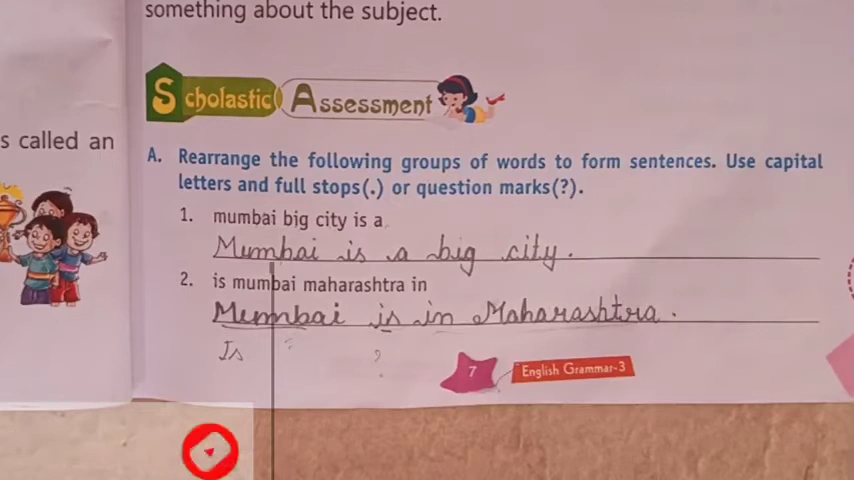 something about the subject.
Scholastic Assessment
s called an
A. Rearrange the following groups of words to form sentences. Use capital
letters and full stops(.) or question marks(?).
1. mumbai big city is a
Mumbai is a big city.
2. is mumbai maharashtra in
Mumbai is in Maharashtra.
Is ?
7 English Grammar-3